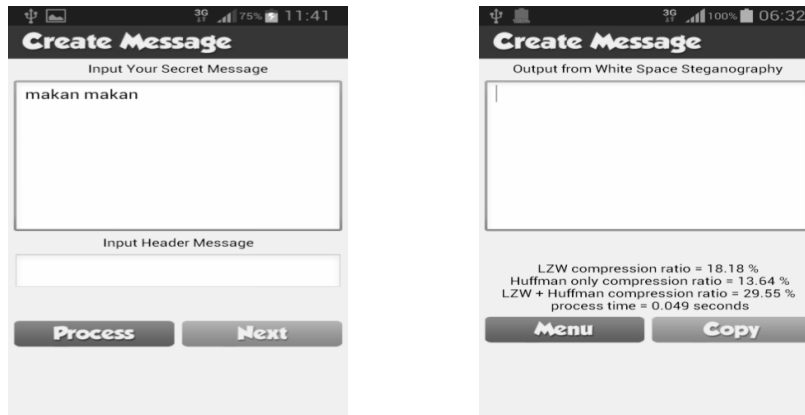 3G 75% 11:41
Create Message
Input Your Secret Message
makan makan
Input Header Message
Process Next
3G 100% 06:32
Create Message
Output from White Space Steganography
LZW compression ratio = 18.18 %
Huffman only compression ratio = 13.64 %
LZW + Huffman compression ratio = 29.55 %
process time = 0.049 seconds
Menu Copy